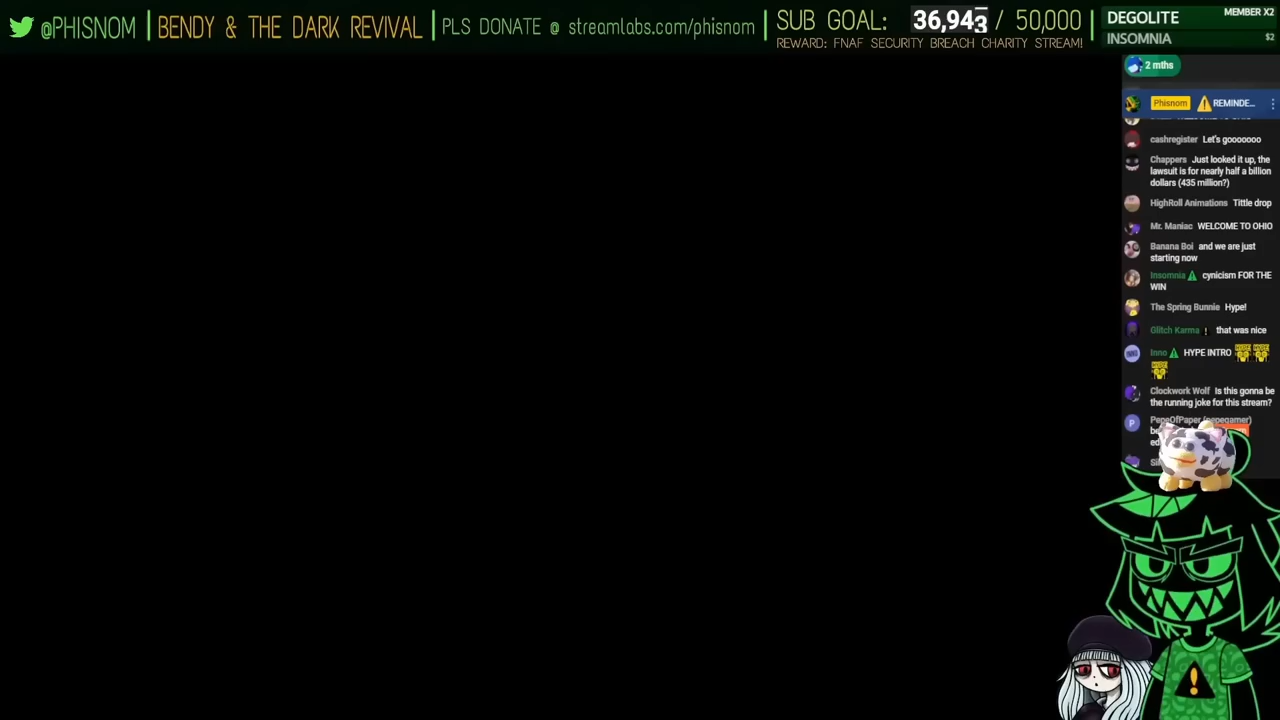 @PHISNOM
BENDY & THE DARK REVIVAL
PLS DONATE @ streamlabs.com/phisnom
SUB GOAL: 36,943 / 50,000
REWARD: FNAF SECURITY BREACH CHARITY STREAM!
DEGOLITE MEMBER X2
INSOMNIA $2
2 mths
Phisnom ⚠ REMINDE...
cashregister Let's gooooooo
Chappers Just looked it up, the
lawsuit is for nearly half a billion
dollars (435 million?)
HighRoll Animations Tittle drop
Mr. Maniac WELCOME TO OHIO
Banana Boi and we are just
starting now
Insomnia cynicism FOR THE
WIN
The Spring Bunnie Hype!
Glitch Karma that was nice
Inno HYPE INTRO
Clockwork Wolf Is this gonna be
the running joke for this stream?
PepeOfPaper (pepegamer)